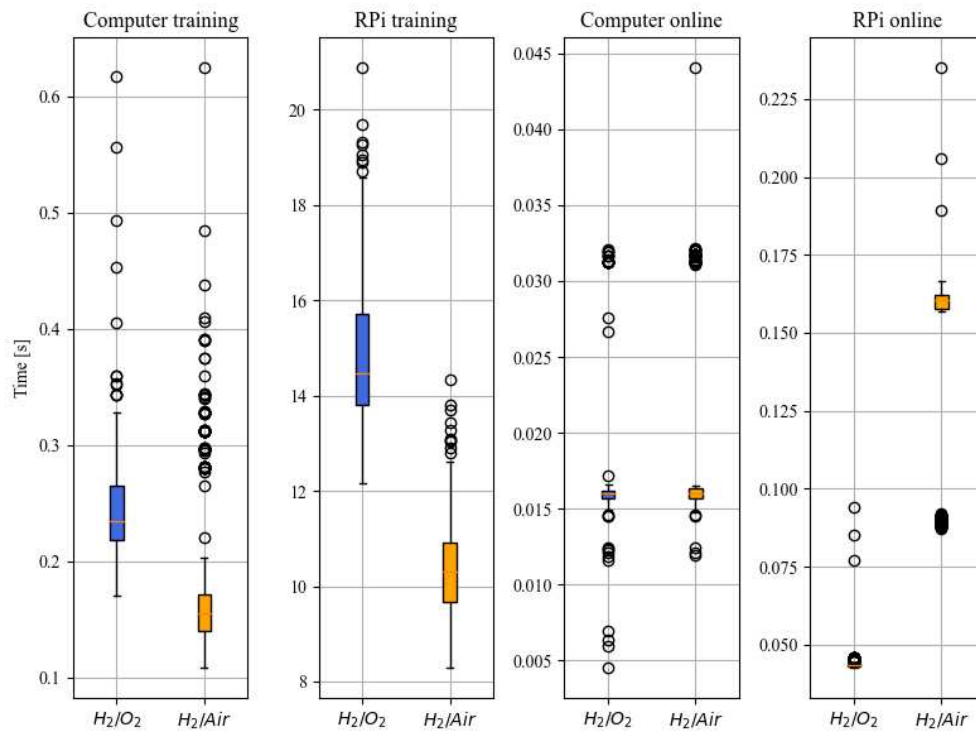 Computer training
RPi training
Computer online
RPi online
Time [s]
0.6
0.5
0.4
0.3
0.2
0.1
20
18
16
14
12
10
8
0.045
0.040
0.035
0.030
0.025
0.020
0.015
0.010
0.005
0.225
0.200
0.175
0.150
0.125
0.100
0.075
0.050
H₂/O₂
H₂/Air
H₂/O₂
H₂/Air
H₂/O₂
H₂/Air
H₂/O₂
H₂/Air